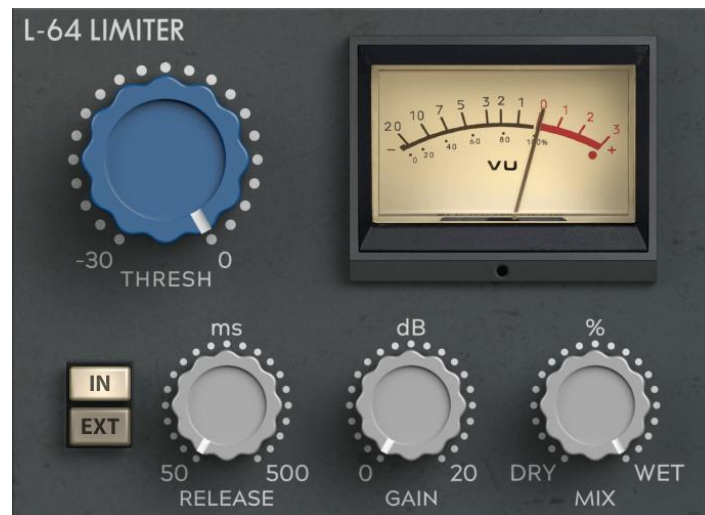 L-64 LIMITER
20 10 7 5 3 2 1 0 1 2 3
- 0 20 40 60 80 100% +
VU
-30 0
THRESH
ms dB %
IN
EXT
50 500 0 20 DRY WET
RELEASE GAIN MIX